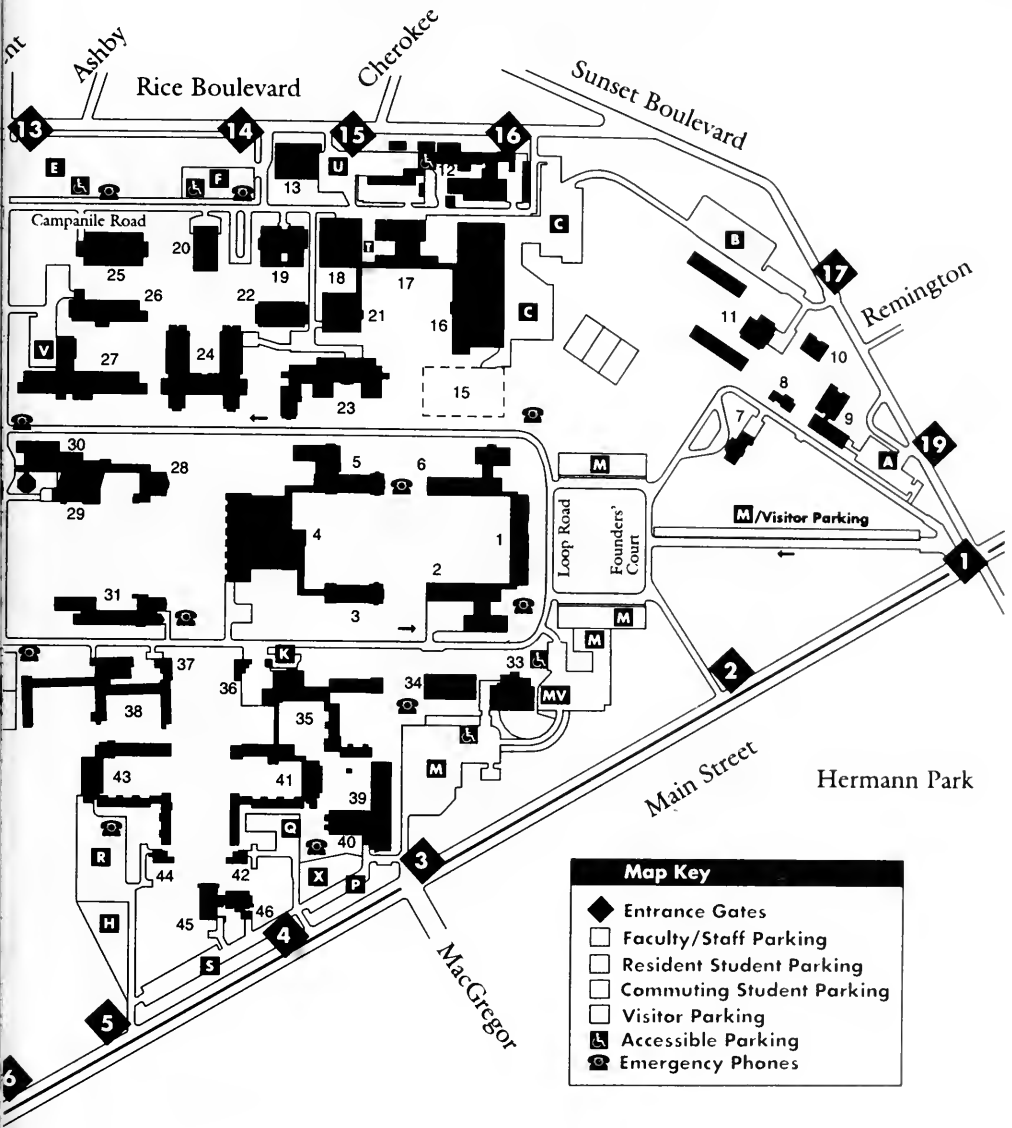 -nt
Ashby
Rice Boulevard
Cherokee
Sunset Boulevard
13
14
15
16
E
F
U
12
13
Campanile Road
C
B
17
Remington
20
25
19
18
T
17
26
22
21
16
C
11
10
V
27
24
23
15
8
7
9
19
A
30
28
29
5
6
M
M/Visitor Parking
4
1
Loop Road
Founders'
Court
1
2
3
31
M
M
37
36
K
34
33
MV
2
38
35
43
41
39
M
Main Street
Hermann Park
Q
40
R
44
42
X
P
3
H
45
46
4
S
MacGregor
5
6
Map Key
Entrance Gates
Faculty/Staff Parking
Resident Student Parking
Commuting Student Parking
Visitor Parking
Accessible Parking
Emergency Phones